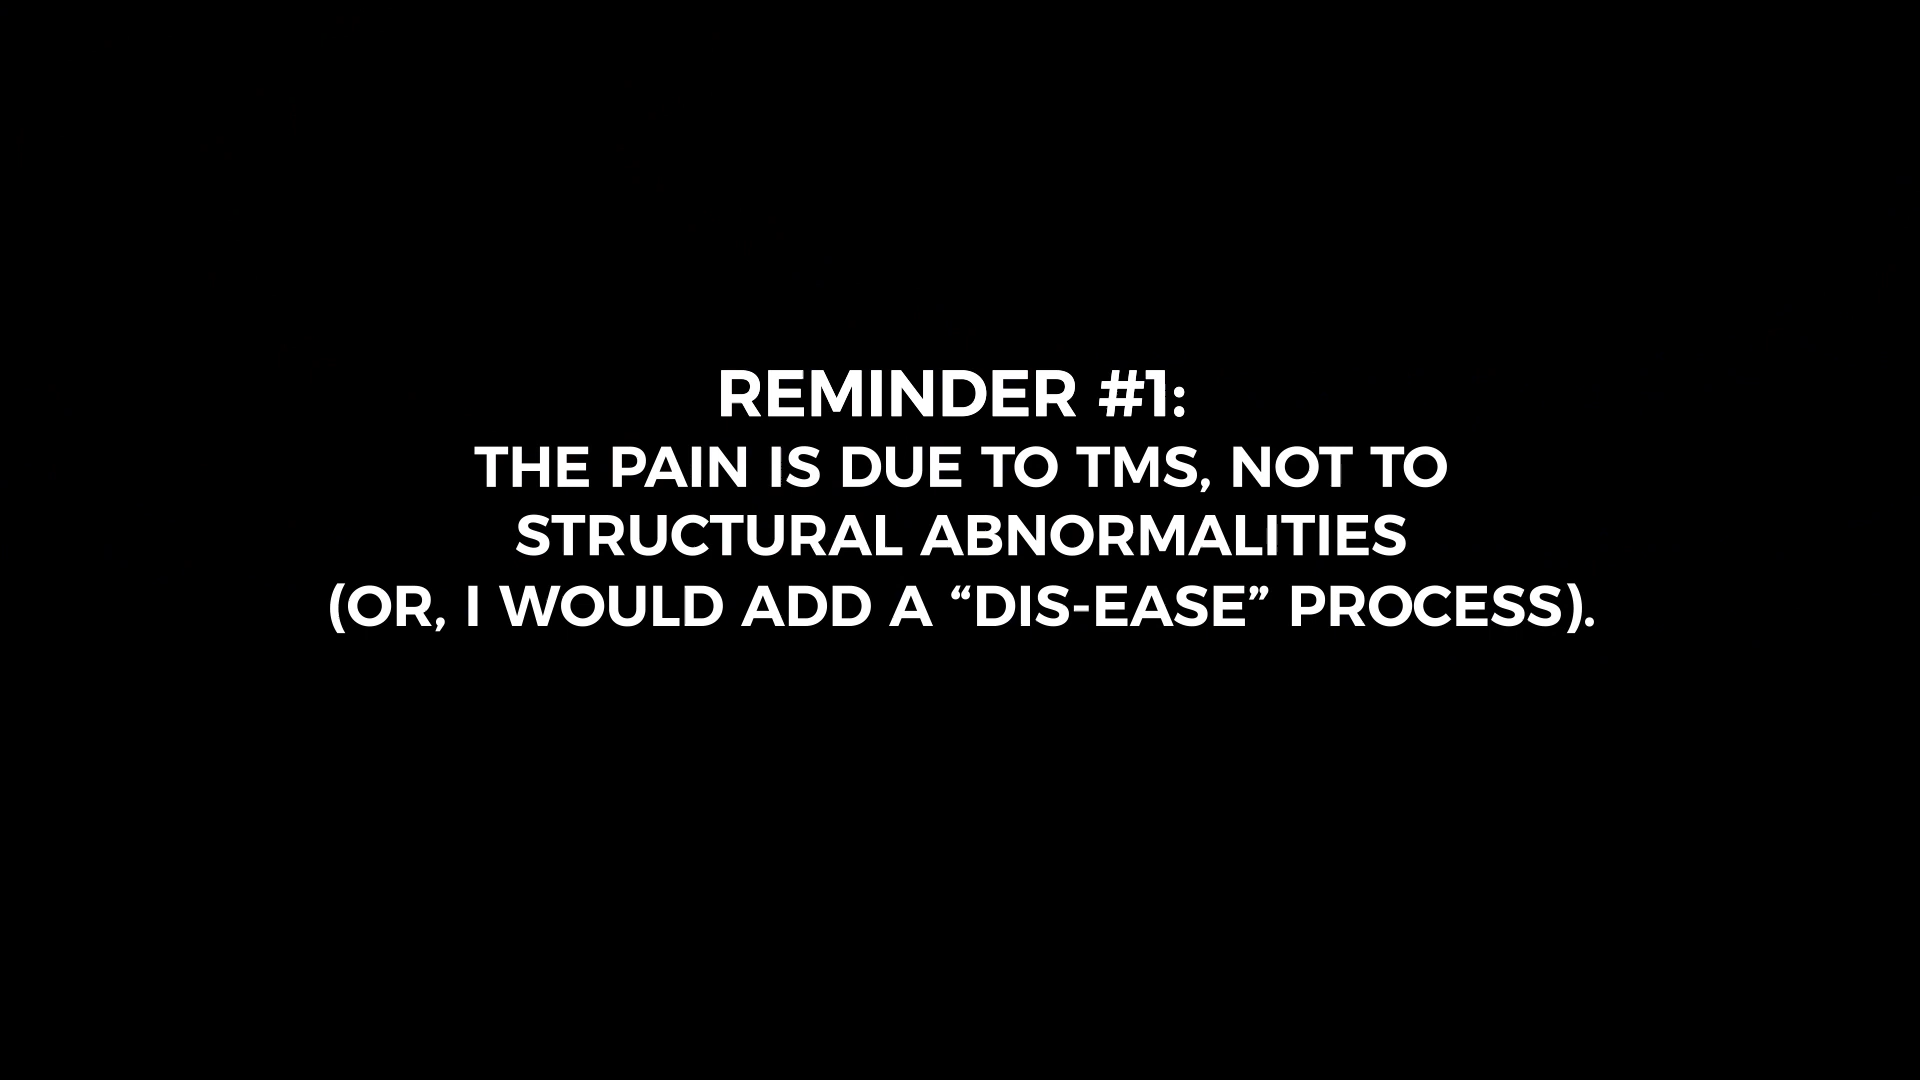 REMINDER #1:
THE PAIN IS DUE TO TMS, NOT TO
STRUCTURAL ABNORMALITIES
(OR, I WOULD ADD A “DIS-EASE” PROCESS).